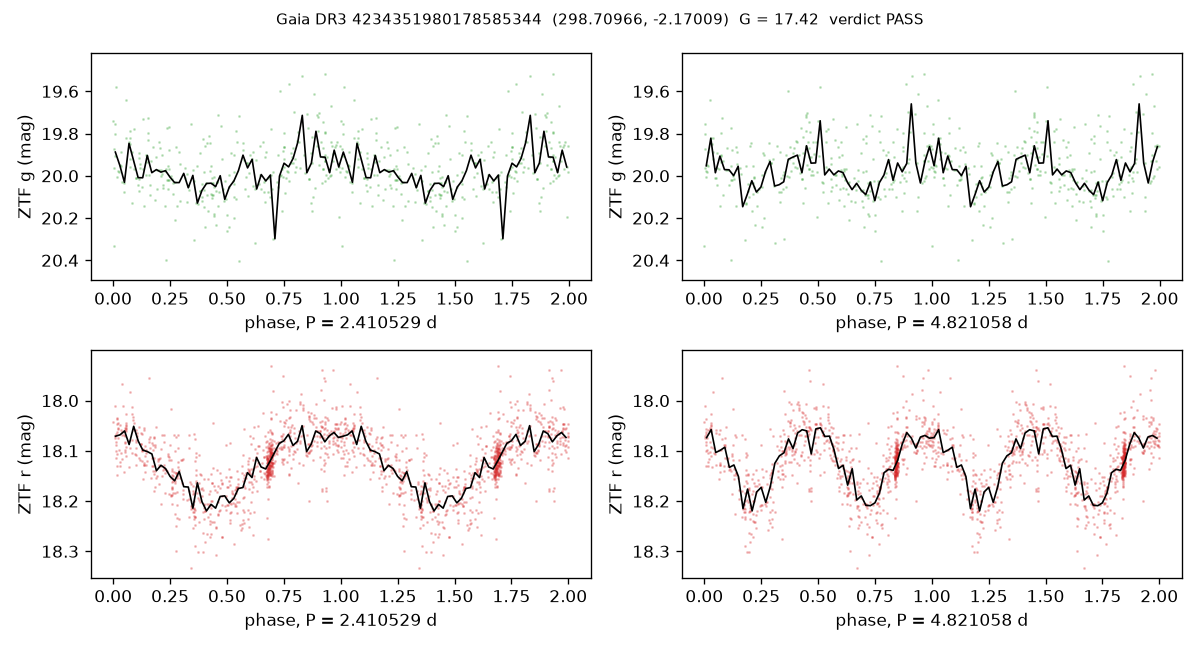 Gaia DR3 4234351980178585344 (298.70966, -2.17009) G = 17.42 verdict PASS
ZTF g (mag)
19.6
19.8
20.0
20.2
20.4
0.00 0.25 0.50 0.75 1.00 1.25 1.50 1.75 2.00
phase, P = 2.410529 d
ZTF g (mag)
19.6
19.8
20.0
20.2
20.4
0.00 0.25 0.50 0.75 1.00 1.25 1.50 1.75 2.00
phase, P = 4.821058 d
ZTF r (mag)
18.0
18.1
18.2
18.3
0.00 0.25 0.50 0.75 1.00 1.25 1.50 1.75 2.00
phase, P = 2.410529 d
ZTF r (mag)
18.0
18.1
18.2
18.3
0.00 0.25 0.50 0.75 1.00 1.25 1.50 1.75 2.00
phase, P = 4.821058 d